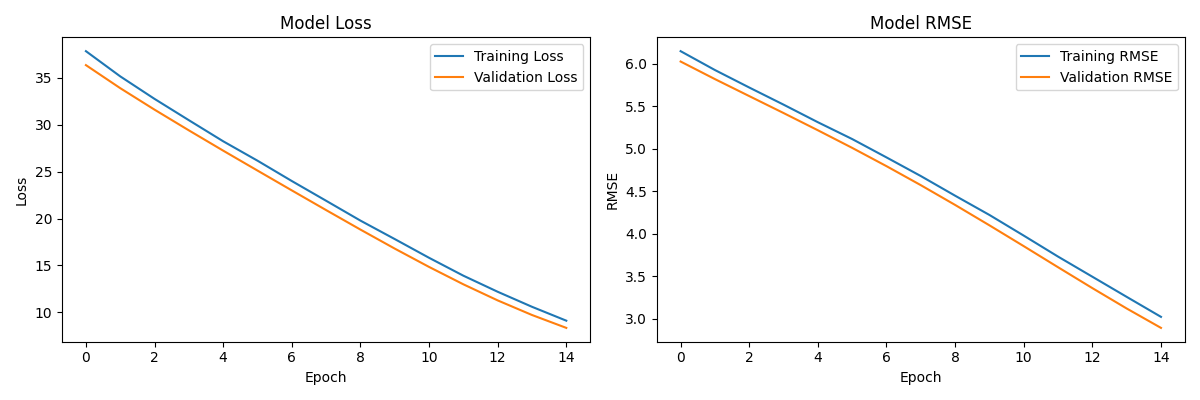 Model Loss
35
30
25
20
15
10
Loss
Training Loss
Validation Loss
0 2 4 6 8 10 12 14
Epoch
Model RMSE
6.0
5.5
5.0
4.5
4.0
3.5
3.0
RMSE
Training RMSE
Validation RMSE
0 2 4 6 8 10 12 14
Epoch